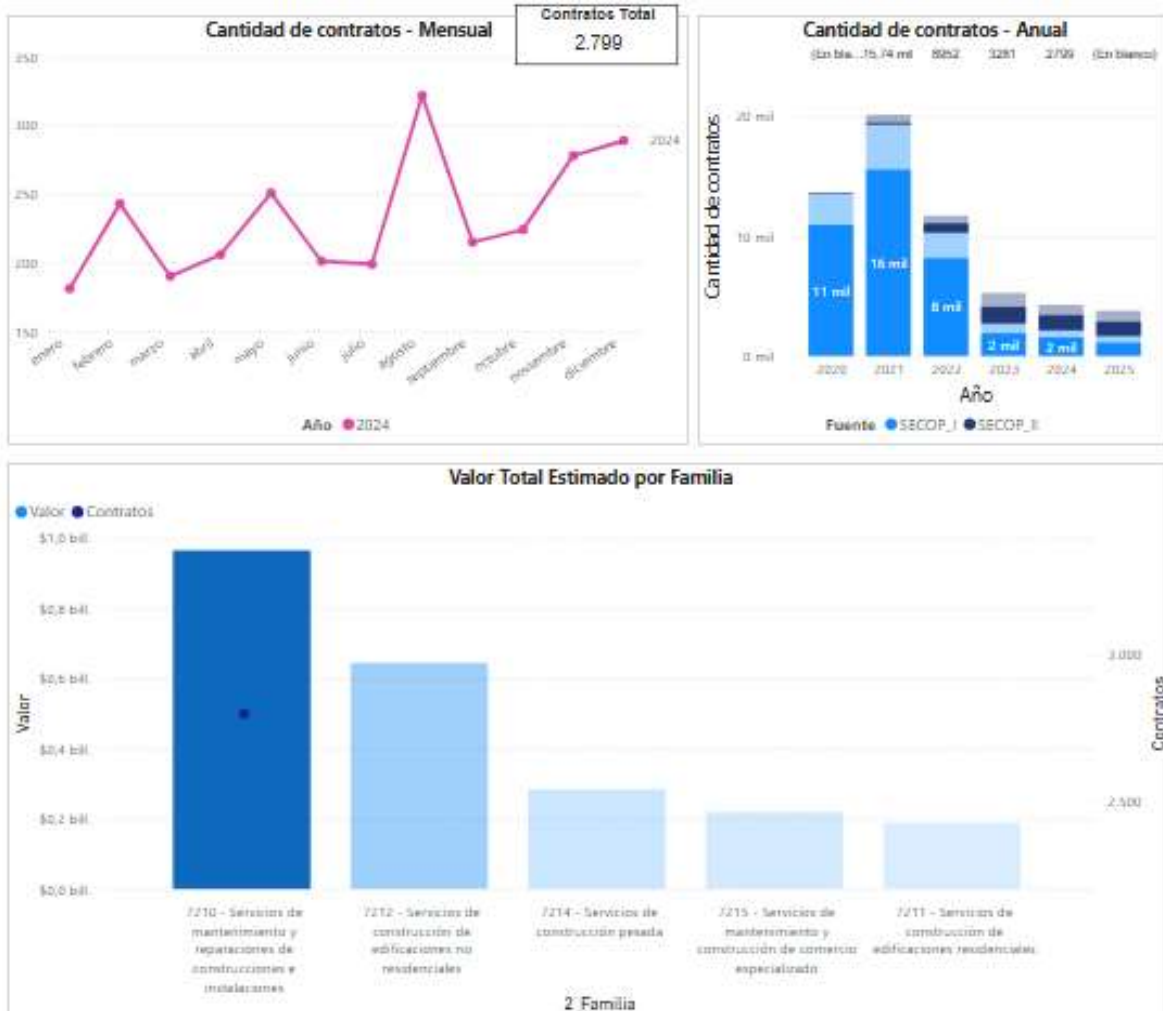 Cantidad de contratos - Mensual
Contratos Total
2.799
350
300
250
200
150
enero
febrero
marzo
abril
mayo
junio
julio
agosto
septiembre
octubre
noviembre
diciembre
2024
Año 2024
Cantidad de contratos - Anual
(En bla... 15,74 mil 8952 3281 2799 (En blanco)
Cantidad de contratos
20 mil
10 mil
0 mil
11 mil
16 mil
8 mil
2 mil
2 mil
2020 2021 2022 2023 2024 2025
Año
Fuente SECOP_I SECOP_II
Valor Total Estimado por Familia
Valor Contratos
Valor
$1,0 bill.
$0,8 bill.
$0,6 bill.
$0,4 bill.
$0,2 bill.
$0,0 bill.
3.000
2.500
Contratos
7210 - Servicios de
mantenimiento y
reparaciones de
construcciones e
instalaciones
7212 - Servicios de
construcción de
edificaciones no
residenciales
7214 - Servicios de
construcción pesada
7215 - Servicios de
mantenimiento y
construcción de comercio
especializado
7211 - Servicios de
construcción de
edificaciones residenciales
2 Familia